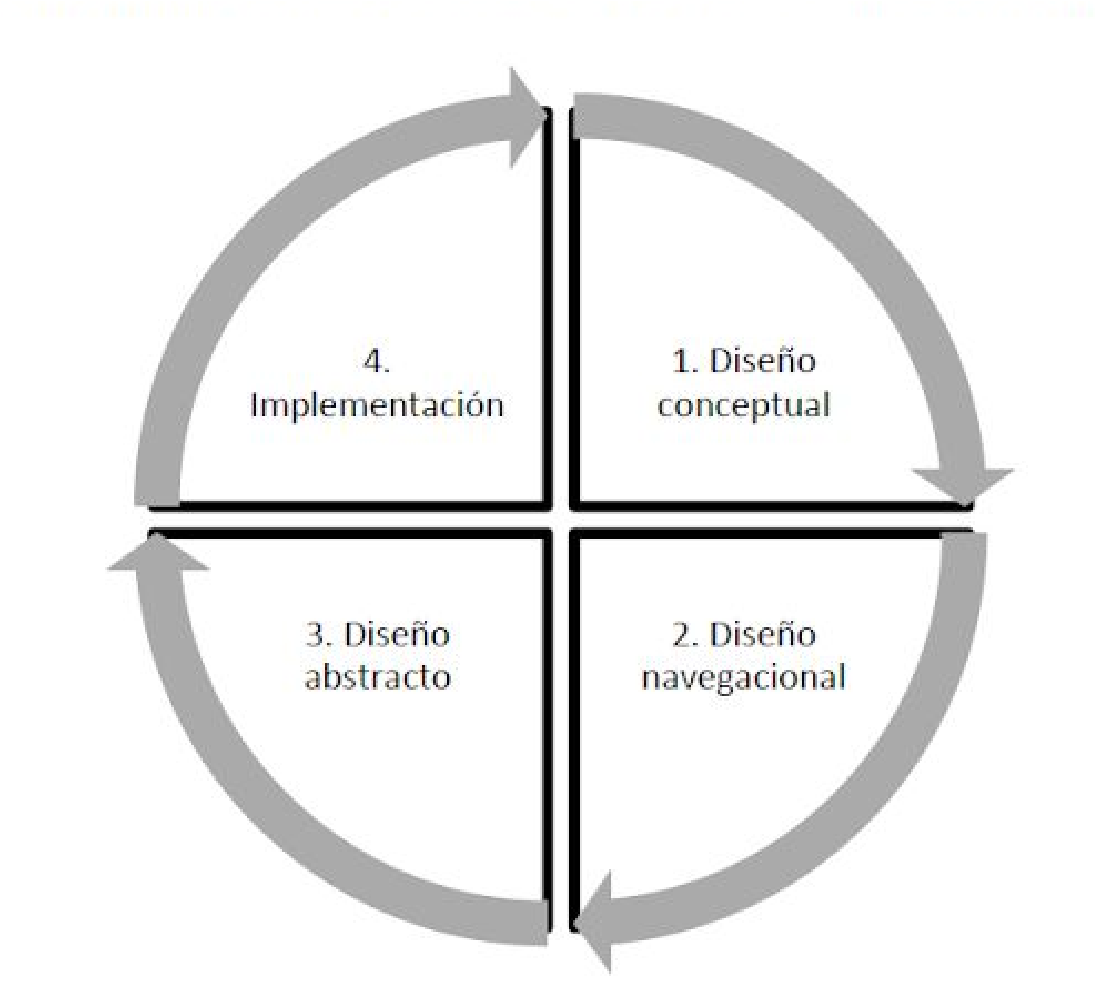 4.
Implementación
1. Diseño
conceptual
3. Diseño
abstracto
2. Diseño
navegacional